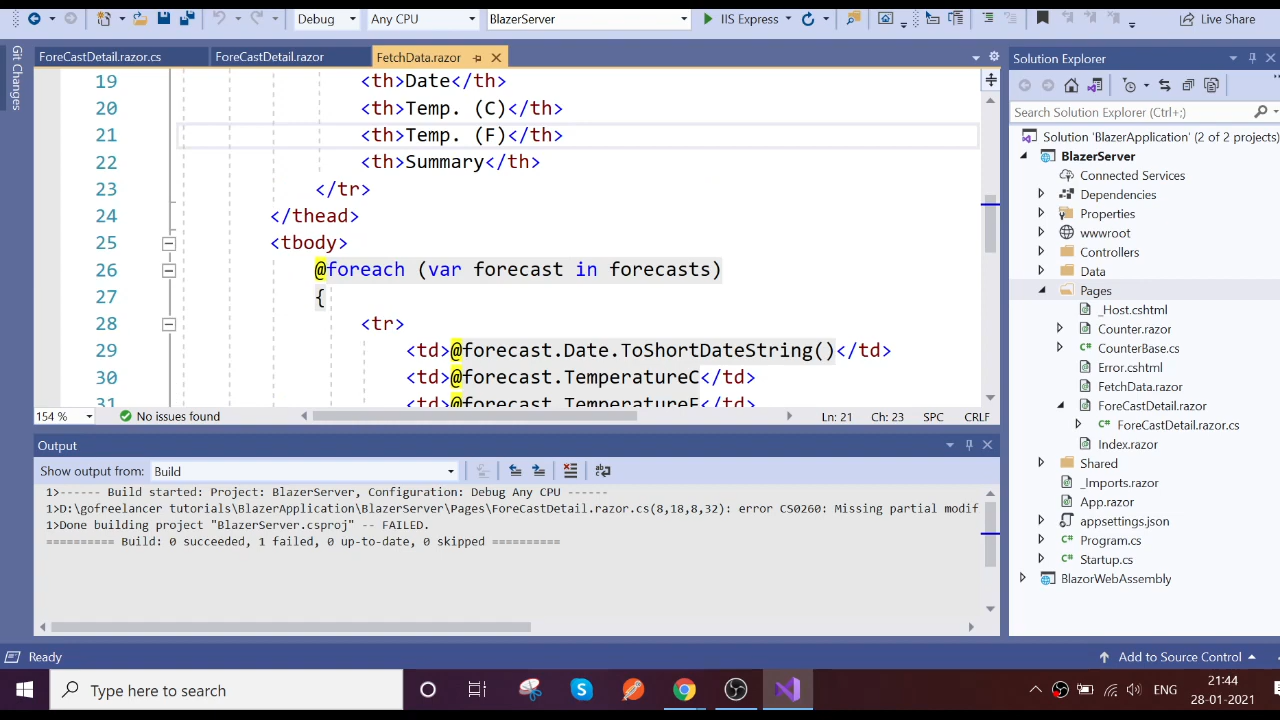 Debug
Any CPU
BlazerServer
IIS Express
Live Share
Git Changes
ForeCastDetail.razor.cs
ForeCastDetail.razor
FetchData.razor
19 <th>Date</th>
20 <th>Temp. (C)</th>
21 <th>Temp. (F)</th>
22 <th>Summary</th>
23 </tr>
24 </thead>
25 <tbody>
26 @foreach (var forecast in forecasts)
27 {
28 <tr>
29 <td>@forecast.Date.ToShortDateString()</td>
30 <td>@forecast.TemperatureC</td>
31 <td>@forecast.TemperatureF</td>
154 %
No issues found
Ln: 21
Ch: 23
SPC
CRLF
Output
Show output from:
Build
1>------ Build started: Project: BlazerServer, Configuration: Debug Any CPU ------
1>D:\gofreelancer tutorials\BlazerApplication\BlazerServer\Pages\ForeCastDetail.razor.cs(8,18,8,32): error CS0260: Missing partial modif
1>Done building project "BlazerServer.csproj" -- FAILED.
========== Build: 0 succeeded, 1 failed, 0 up-to-date, 0 skipped ==========
Solution Explorer
Search Solution Explorer (Ctrl+;)
Solution 'BlazerApplication' (2 of 2 projects)
BlazerServer
Connected Services
Dependencies
Properties
wwwroot
Controllers
Data
Pages
_Host.cshtml
Counter.razor
CounterBase.cs
Error.cshtml
FetchData.razor
ForeCastDetail.razor
ForeCastDetail.razor.cs
Index.razor
Shared
_Imports.razor
App.razor
appsettings.json
Program.cs
Startup.cs
BlazorWebAssembly
Ready
Add to Source Control
Type here to search
ENG
21:44
28-01-2021